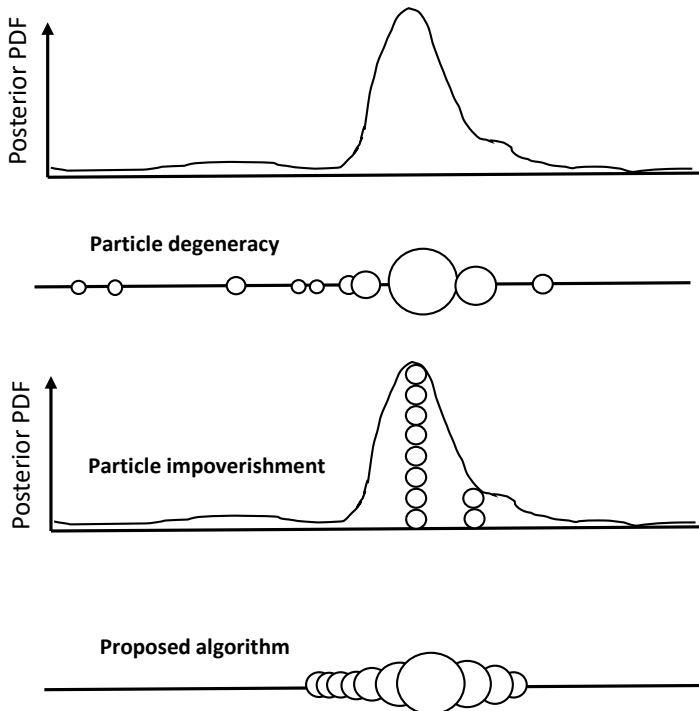 Posterior PDF
Particle degeneracy
Posterior PDF
Particle impoverishment
Proposed algorithm